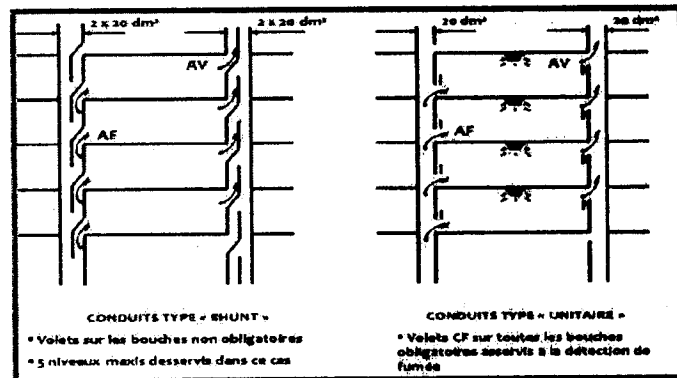 2 x 20 dm²
2 x 20 dm²
AV
AF
CONDUITS TYPE « SHUNT »
• Volets sur les bouches non obligatoires
• 5 niveaux maxis desservis dans ce cas
20 dm²
20 dm²
AV
AF
CONDUITS TYPE « UNITAIRE »
• Volets CF sur toutes les bouches
obligatoires asservis à la détection de
fumée